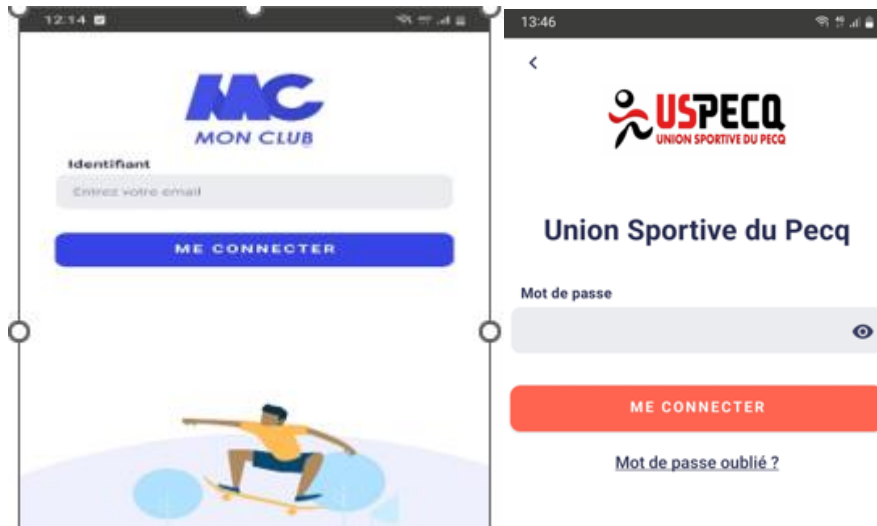 12:14
MC
MON CLUB
Identifiant
Entrez votre email
ME CONNECTER
13:46
USPECQ
UNION SPORTIVE DU PECQ
Union Sportive du Pecq
Mot de passe
ME CONNECTER
Mot de passe oublié ?